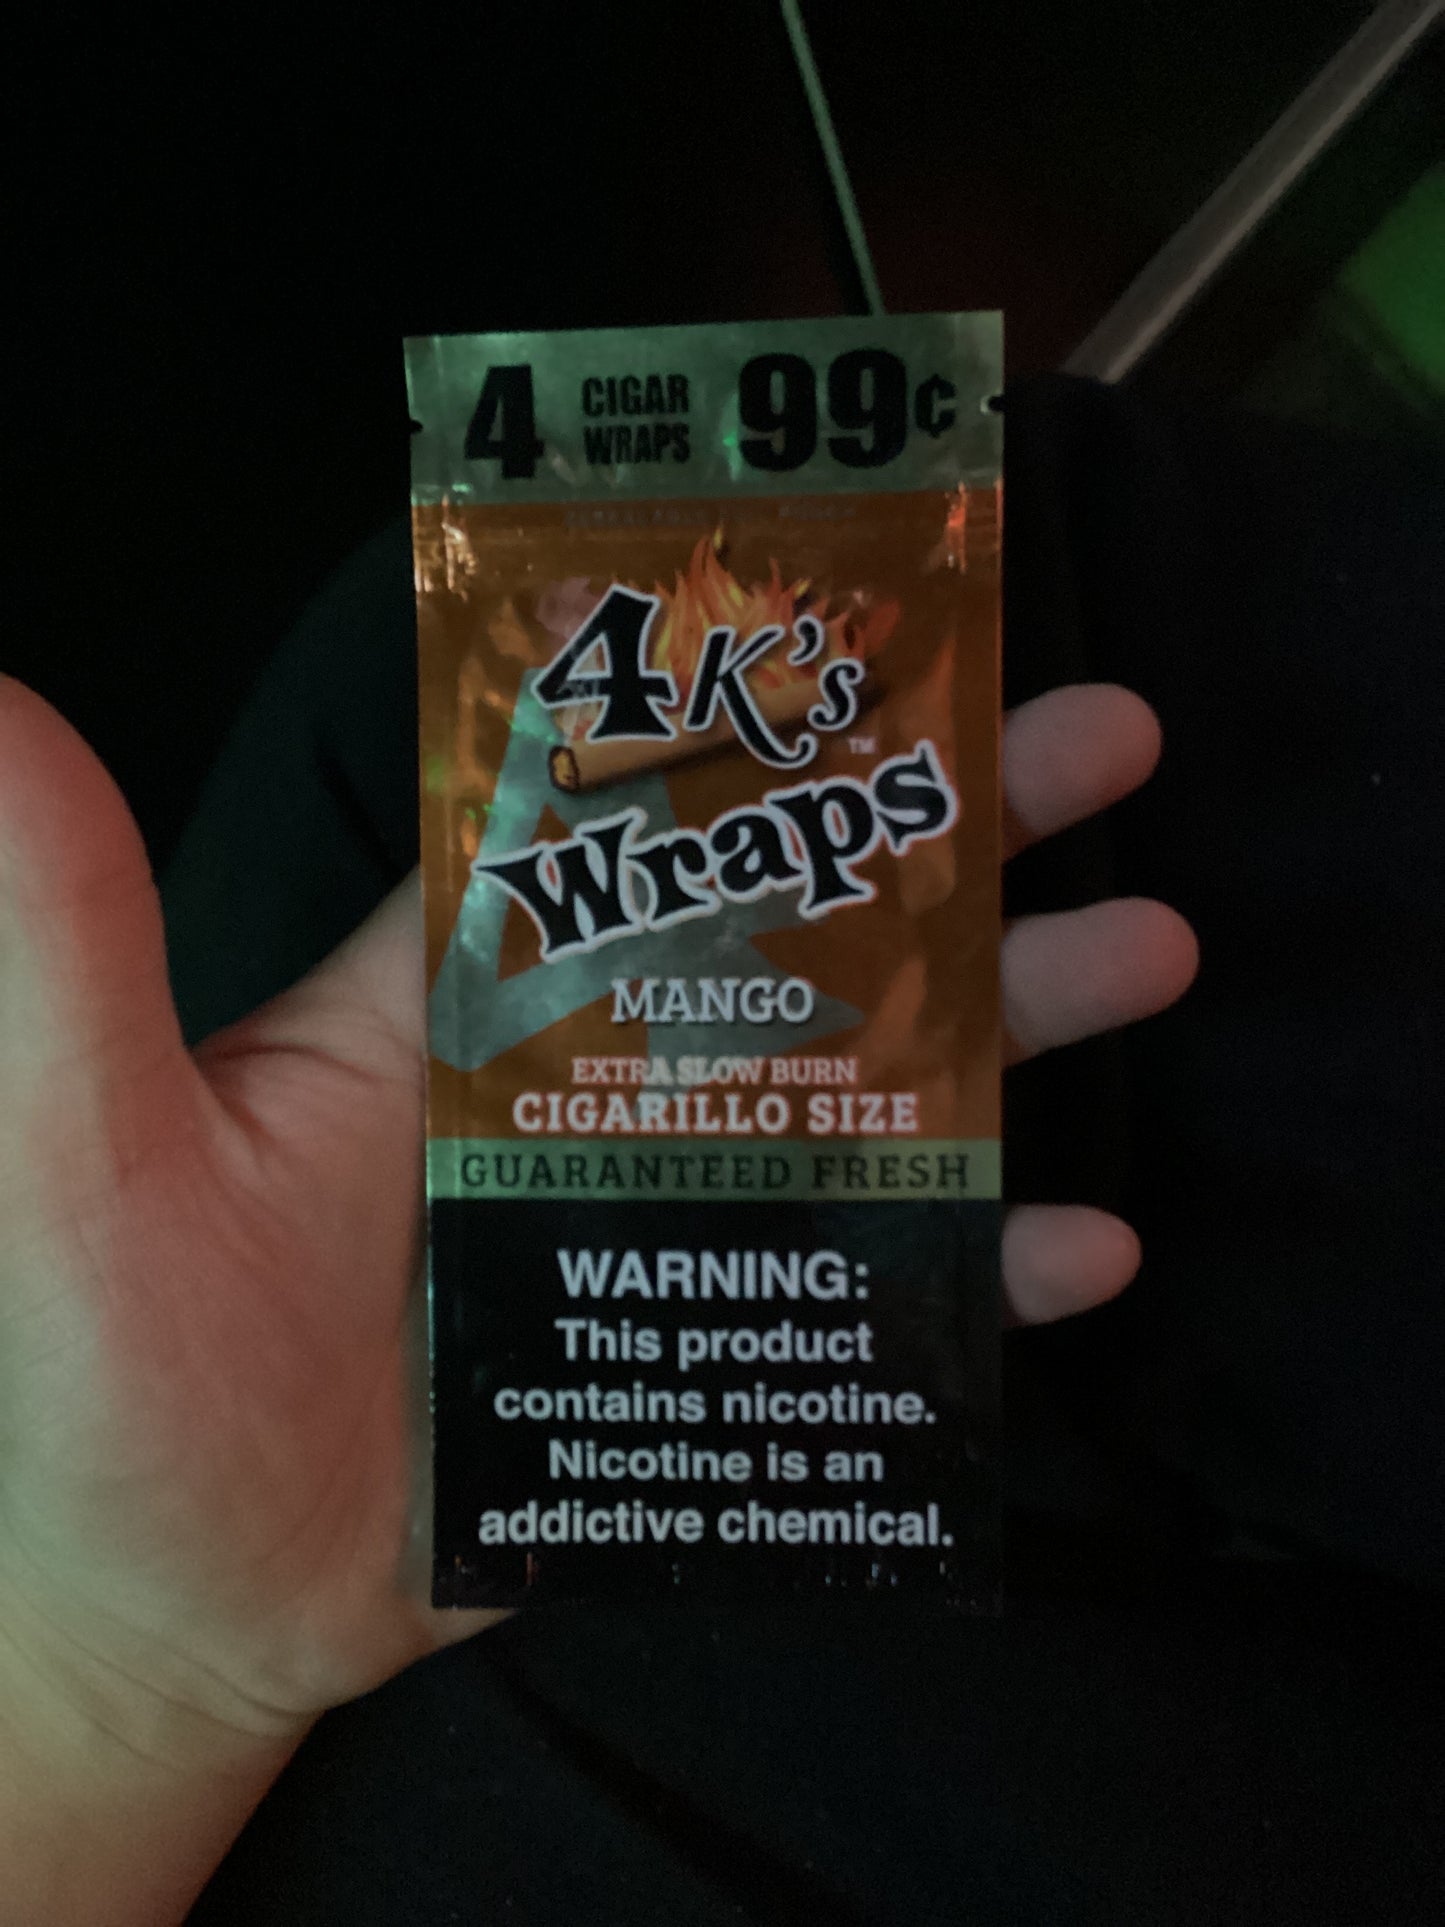 4 CIGAR WRAPS 99¢
4K's™
Wraps
MANGO
EXTRA SLOW BURN
CIGARILLO SIZE
GUARANTEED FRESH
WARNING:
This product
contains nicotine.
Nicotine is an
addictive chemical.